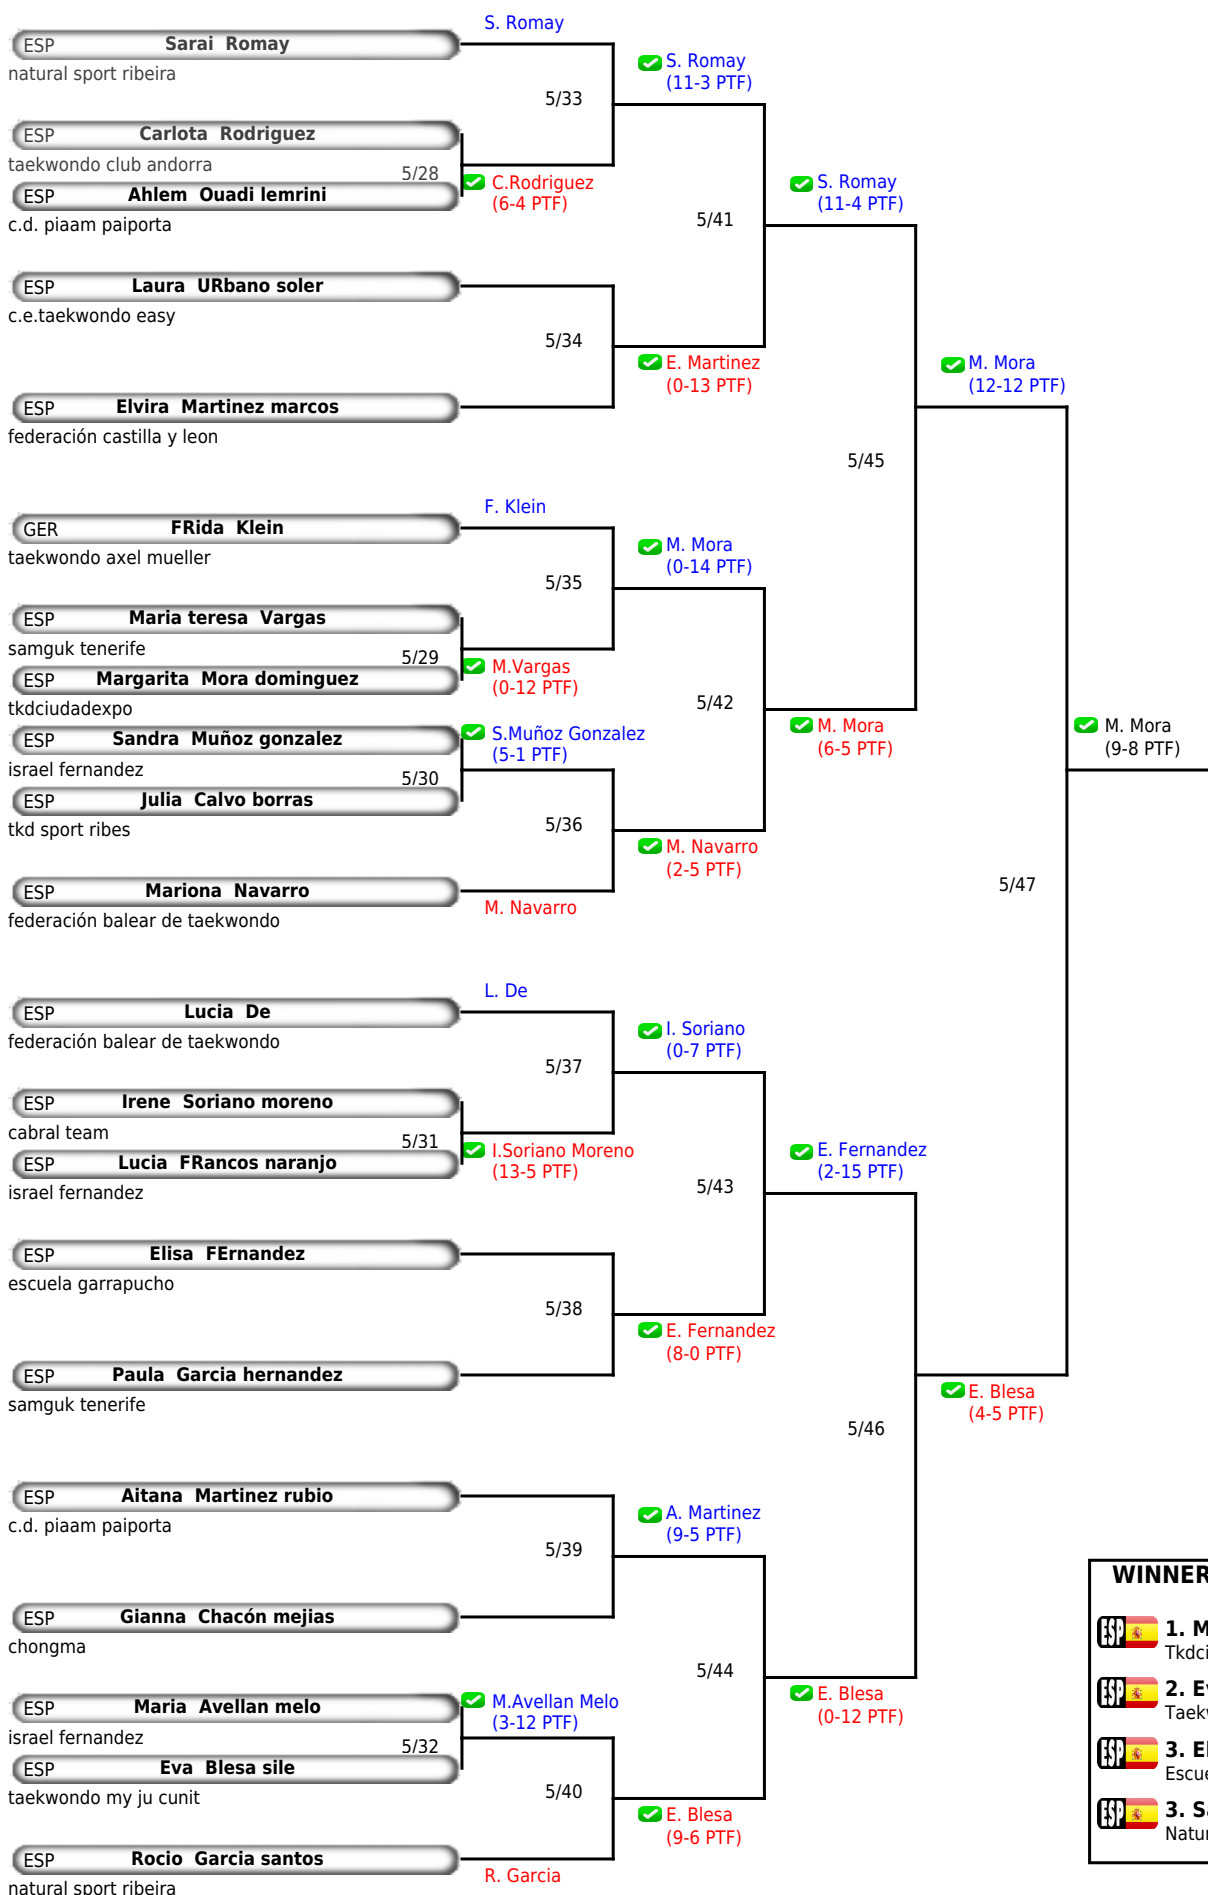 S. Romay
ESP Sarai Romay
natural sport ribeira
S. Romay
(11-3 PTF)
5/33
ESP Carlota Rodriguez
taekwondo club andorra
5/28
C.Rodriguez
(6-4 PTF)
ESP Ahlem Ouadi lemrini
c.d. piaam paiporta
S. Romay
(11-4 PTF)
5/41
ESP Laura URbano soler
c.e.taekwondo easy
5/34
E. Martinez
(0-13 PTF)
M. Mora
(12-12 PTF)
ESP Elvira Martinez marcos
federación castilla y leon
5/45
F. Klein
GER FRida Klein
taekwondo axel mueller
M. Mora
(0-14 PTF)
5/35
ESP Maria teresa Vargas
samguk tenerife
5/29
M.Vargas
(0-12 PTF)
ESP Margarita Mora dominguez
tkdciudadexpo
5/42
ESP Sandra Muñoz gonzalez
S.Muñoz Gonzalez
(5-1 PTF)
M. Mora
(6-5 PTF)
M. Mora
(9-8 PTF)
israel fernandez
5/30
ESP Julia Calvo borras
tkd sport ribes
5/36
M. Navarro
(2-5 PTF)
ESP Mariona Navarro
M. Navarro
federación balear de taekwondo
5/47
L. De
ESP Lucia De
federación balear de taekwondo
I. Soriano
(0-7 PTF)
5/37
ESP Irene Soriano moreno
cabral team
5/31
I.Soriano Moreno
(13-5 PTF)
ESP Lucia FRancos naranjo
israel fernandez
E. Fernandez
(2-15 PTF)
5/43
ESP Elisa FErnandez
escuela garrapucho
5/38
E. Fernandez
(8-0 PTF)
ESP Paula Garcia hernandez
samguk tenerife
E. Blesa
(4-5 PTF)
5/46
ESP Aitana Martinez rubio
c.d. piaam paiporta
A. Martinez
(9-5 PTF)
5/39
ESP Gianna Chacón mejias
chongma
5/44
ESP Maria Avellan melo
israel fernandez
M.Avellan Melo
(3-12 PTF)
5/32
E. Blesa
(0-12 PTF)
ESP Eva Blesa sile
taekwondo my ju cunit
5/40
E. Blesa
(9-6 PTF)
ESP Rocio Garcia santos
R. Garcia
natural sport ribeira
WINNER
ESP 1. M
Tkdci
ESP 2. Ev
Taekw
ESP 3. El
Escue
ESP 3. Sa
Natur